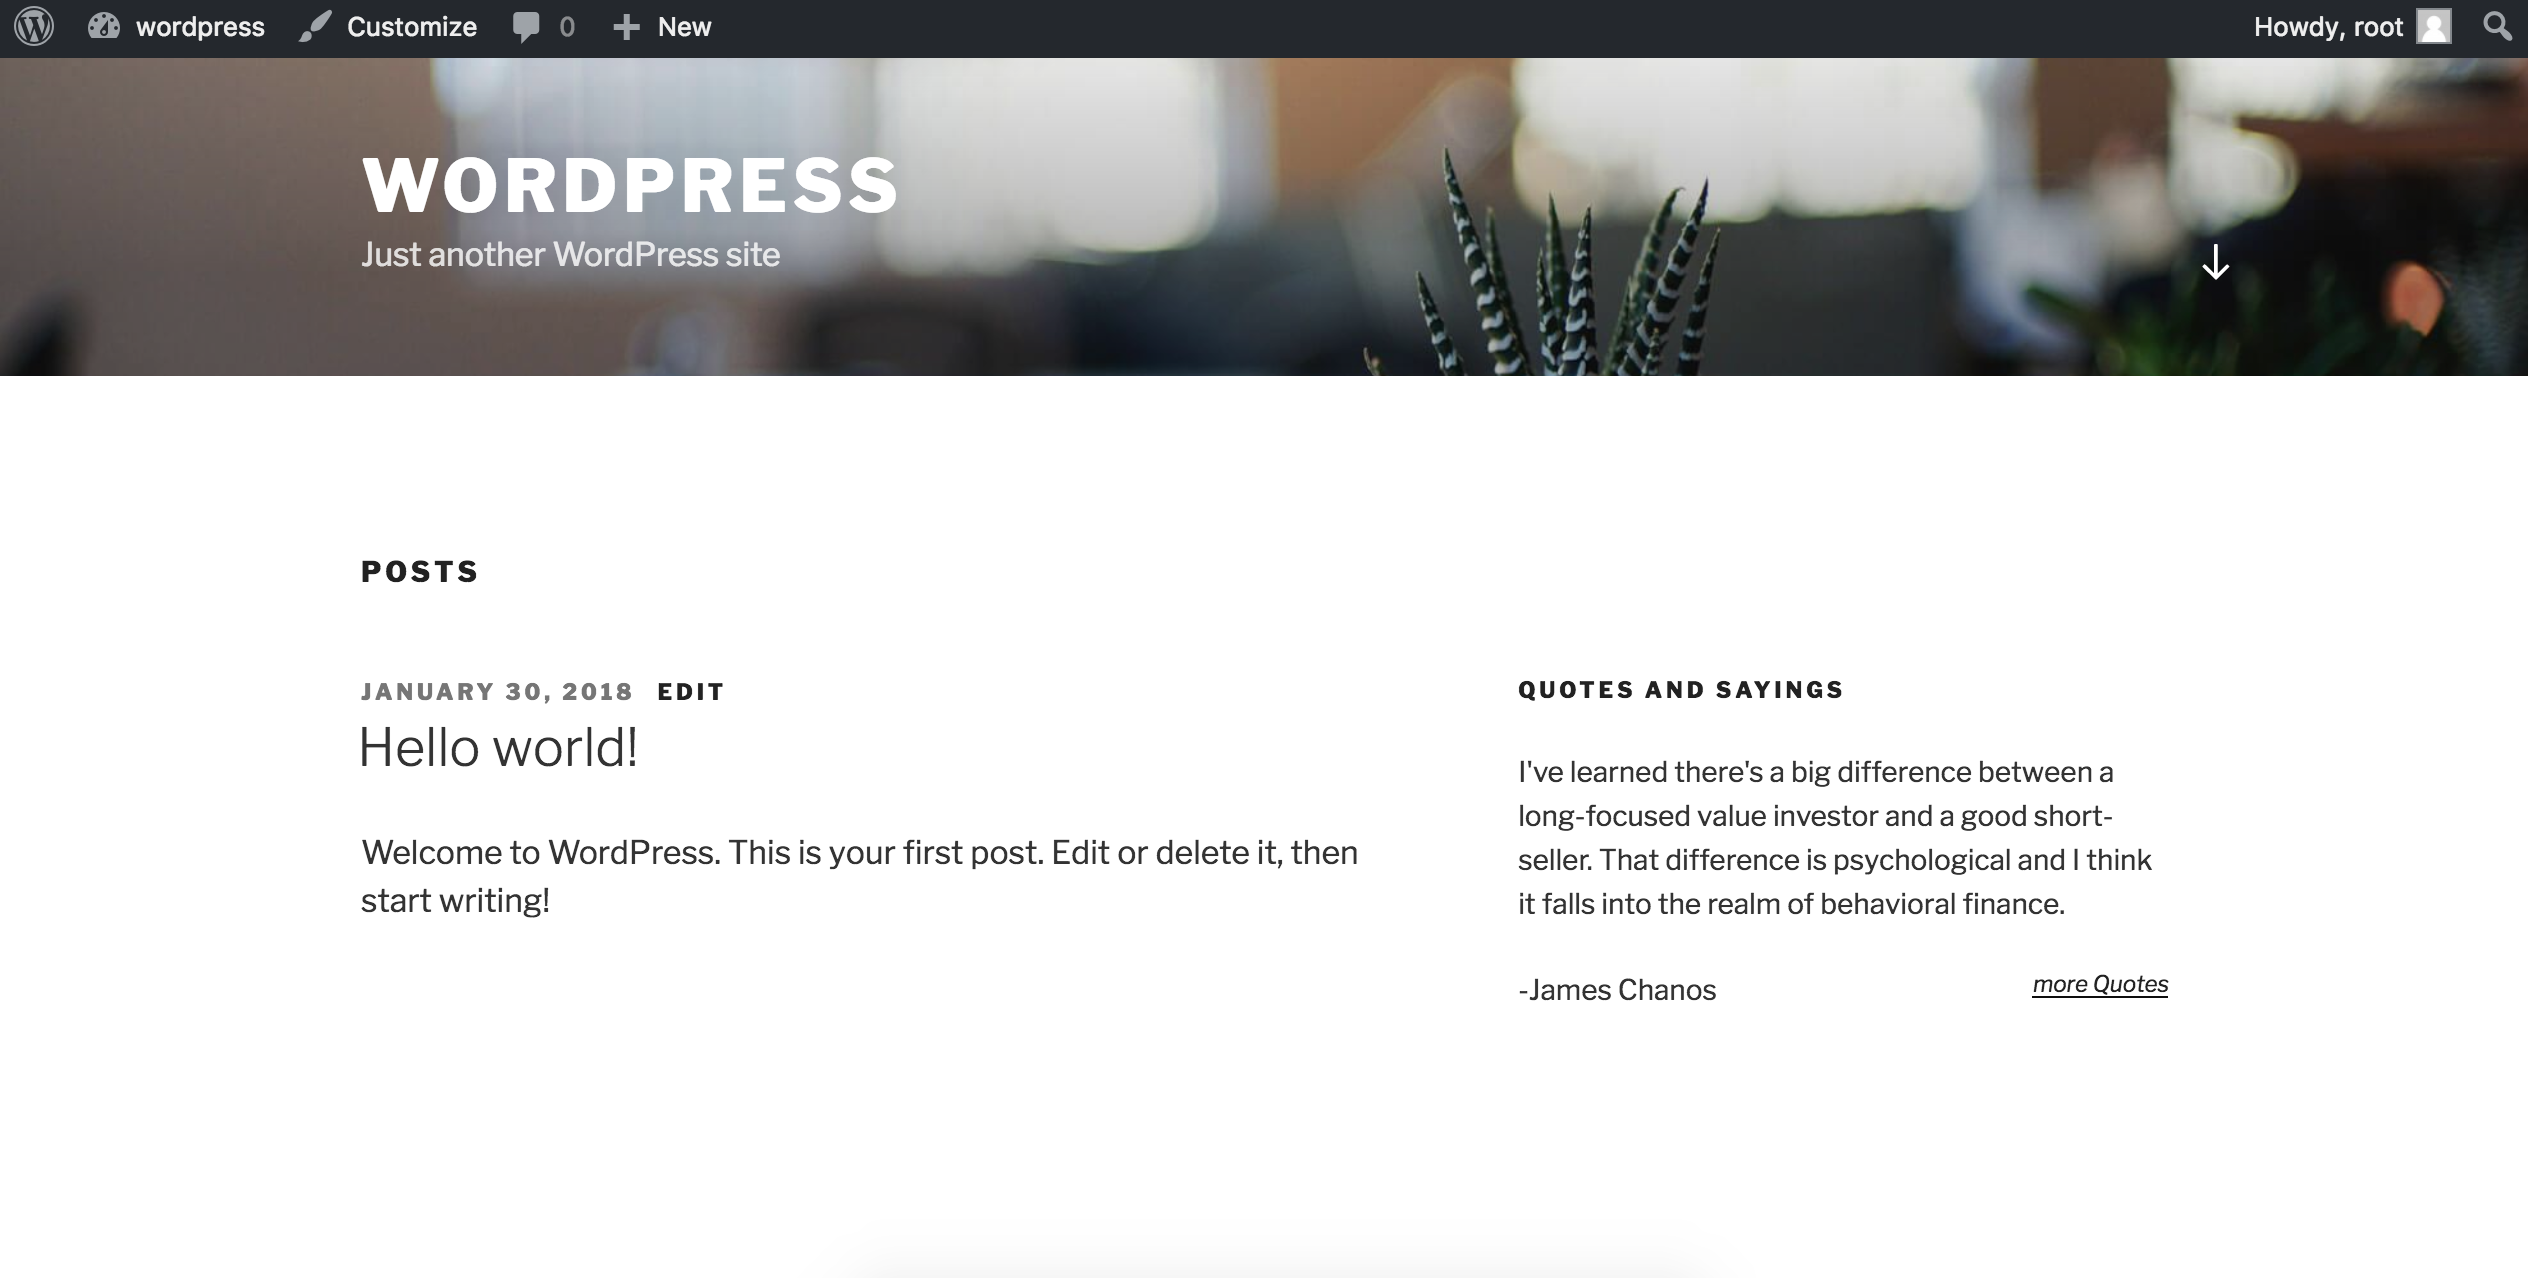 wordpress Customize 0 New Howdy, root
WORDPRESS
Just another WordPress site
POSTS
JANUARY 30, 2018 EDIT
Hello world!
Welcome to WordPress. This is your first post. Edit or delete it, then
start writing!
QUOTES AND SAYINGS
I've learned there's a big difference between a
long-focused value investor and a good short-
seller. That difference is psychological and I think
it falls into the realm of behavioral finance.
-James Chanos
more Quotes